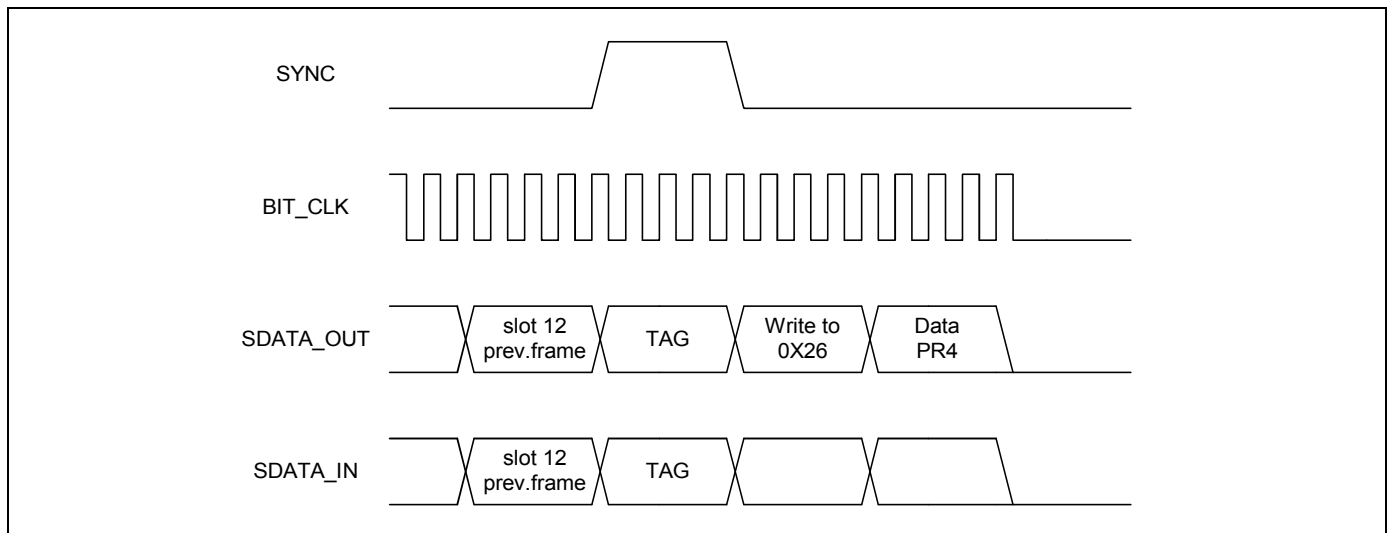 SYNC
BIT_CLK
SDATA_OUT
slot 12
prev.frame
TAG
Write to
0X26
Data
PR4
SDATA_IN
slot 12
prev.frame
TAG